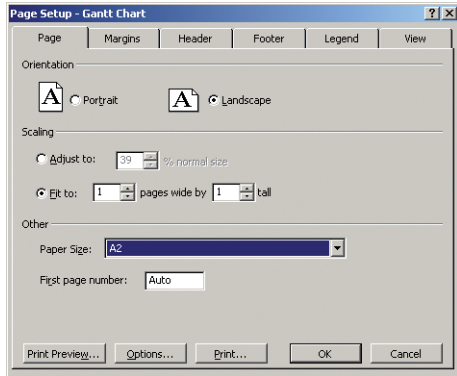 Page Setup - Gantt Chart
Page Margins Header Footer Legend View
Orientation
A Portrait A Landscape
Scaling
Adjust to: 39 % normal size
Fit to: 1 pages wide by 1 tall
Other
Paper Size: A2
First page number: Auto
Print Preview... Options... Print... OK Cancel